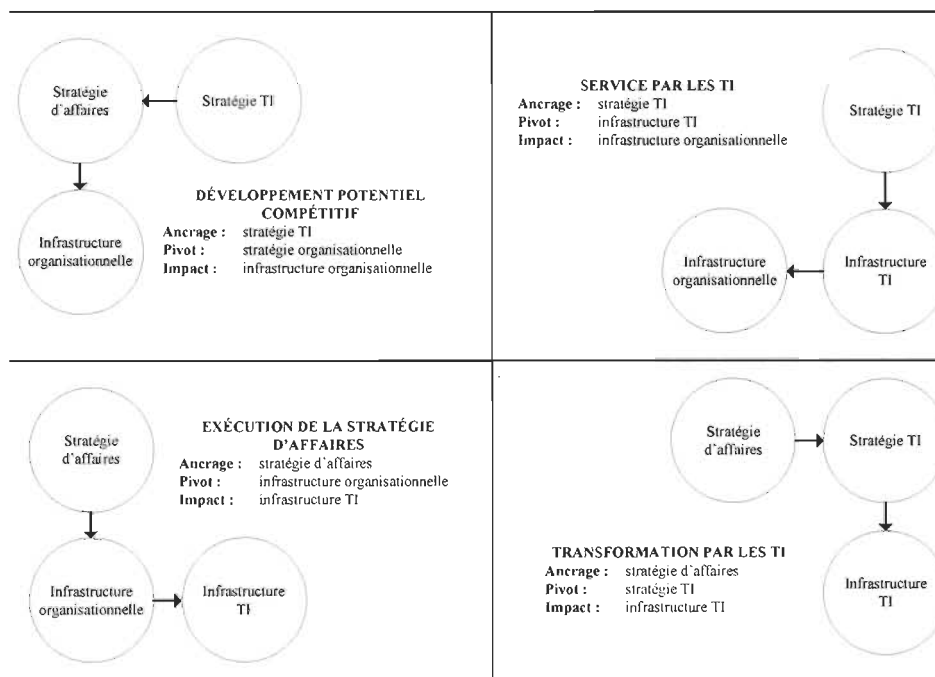 Stratégie
d'affaires
Stratégie TI
Infrastructure
organisationnelle
DÉVELOPPEMENT POTENTIEL
COMPÉTITIF
Ancrage : stratégie TI
Pivot : stratégie organisationnelle
Impact : infrastructure organisationnelle
SERVICE PAR LES TI
Ancrage : stratégie TI
Pivot : infrastructure TI
Impact : infrastructure organisationnelle
Stratégie TI
Infrastructure
organisationnelle
Infrastructure
TI
Stratégie
d'affaires
EXÉCUTION DE LA STRATÉGIE
D'AFFAIRES
Ancrage : stratégie d'affaires
Pivot : infrastructure organisationnelle
Impact : infrastructure TI
Infrastructure
organisationnelle
Infrastructure
TI
Stratégie
d'affaires
Stratégie TI
TRANSFORMATION PAR LES TI
Ancrage : stratégie d'affaires
Pivot : stratégie TI
Impact : infrastructure TI
Infrastructure
TI